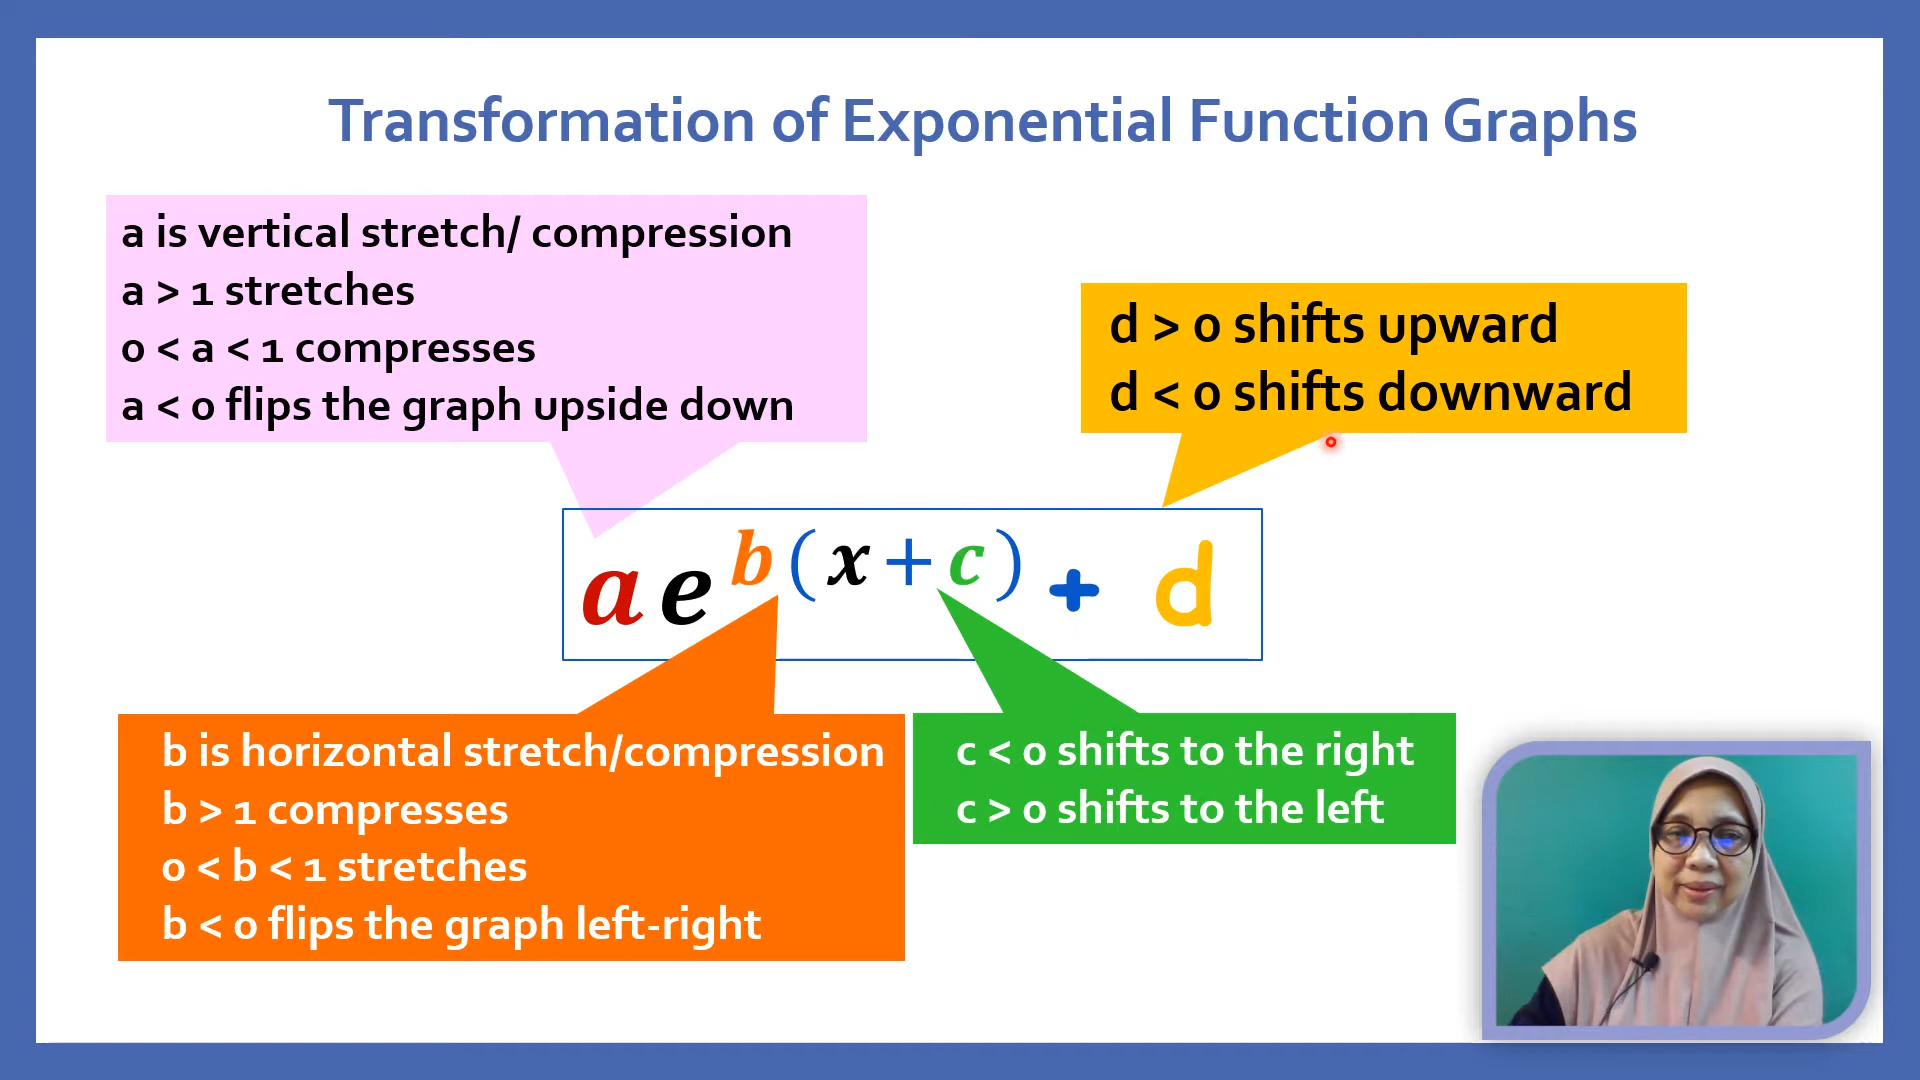 Transformation of Exponential Function Graphs
a is vertical stretch/ compression
a > 1 stretches
0 < a < 1 compresses
a < 0 flips the graph upside down
d > 0 shifts upward
d < 0 shifts downward
a e b(x+c) + d
b is horizontal stretch/compression
b > 1 compresses
0 < b < 1 stretches
b < 0 flips the graph left-right
c < 0 shifts to the right
c > 0 shifts to the left